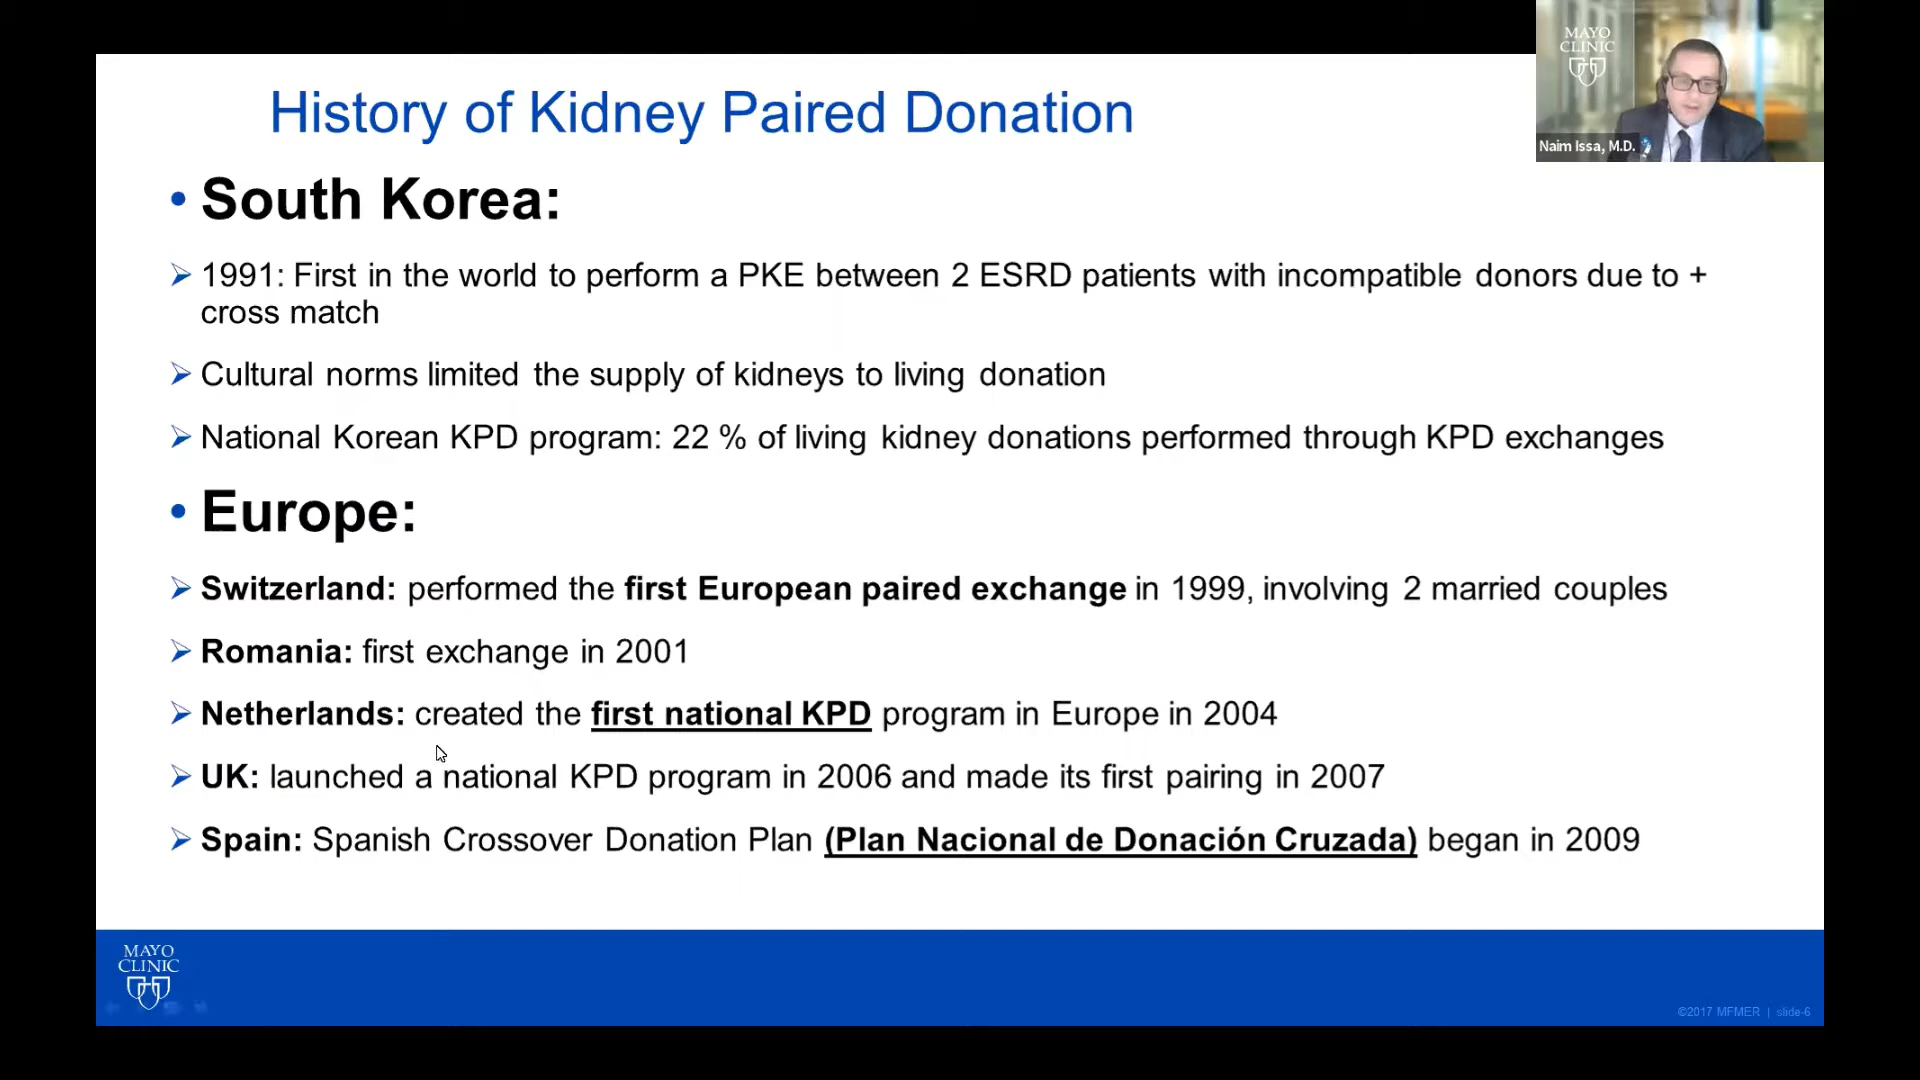 MAYO
CLINIC
Naim Issa, M.D.
History of Kidney Paired Donation
• South Korea:
➢ 1991: First in the world to perform a PKE between 2 ESRD patients with incompatible donors due to +
cross match
➢ Cultural norms limited the supply of kidneys to living donation
➢ National Korean KPD program: 22 % of living kidney donations performed through KPD exchanges
• Europe:
➢ Switzerland: performed the first European paired exchange in 1999, involving 2 married couples
➢ Romania: first exchange in 2001
➢ Netherlands: created the first national KPD program in Europe in 2004
➢ UK: launched a national KPD program in 2006 and made its first pairing in 2007
➢ Spain: Spanish Crossover Donation Plan (Plan Nacional de Donación Cruzada) began in 2009
MAYO
CLINIC
©2017 MFMER | slide-6